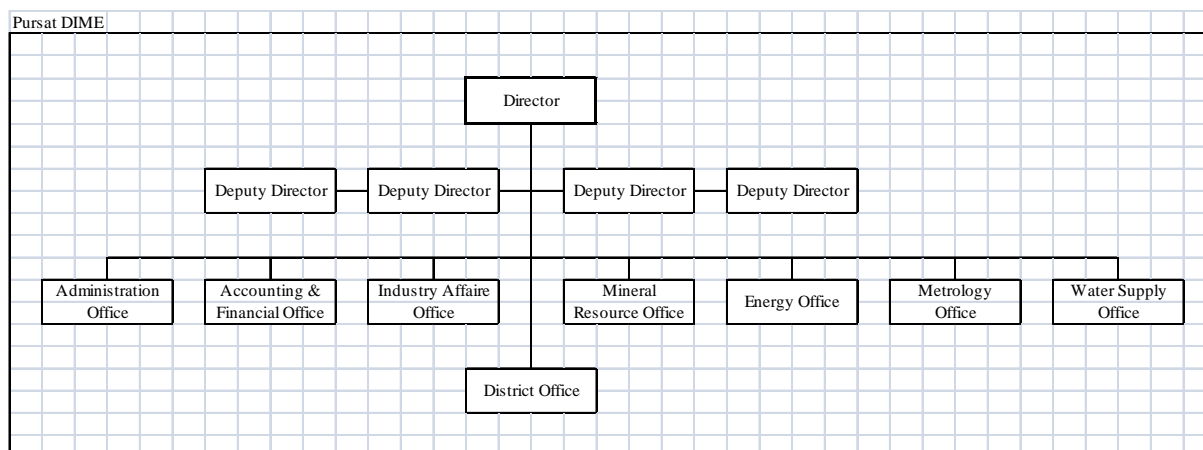 Pursat DIME
Director
Deputy Director
Deputy Director
Deputy Director
Deputy Director
Administration
Office
Accounting &
Financial Office
Industry Affaire
Office
Mineral
Resource Office
Energy Office
Metrology
Office
Water Supply
Office
District Office